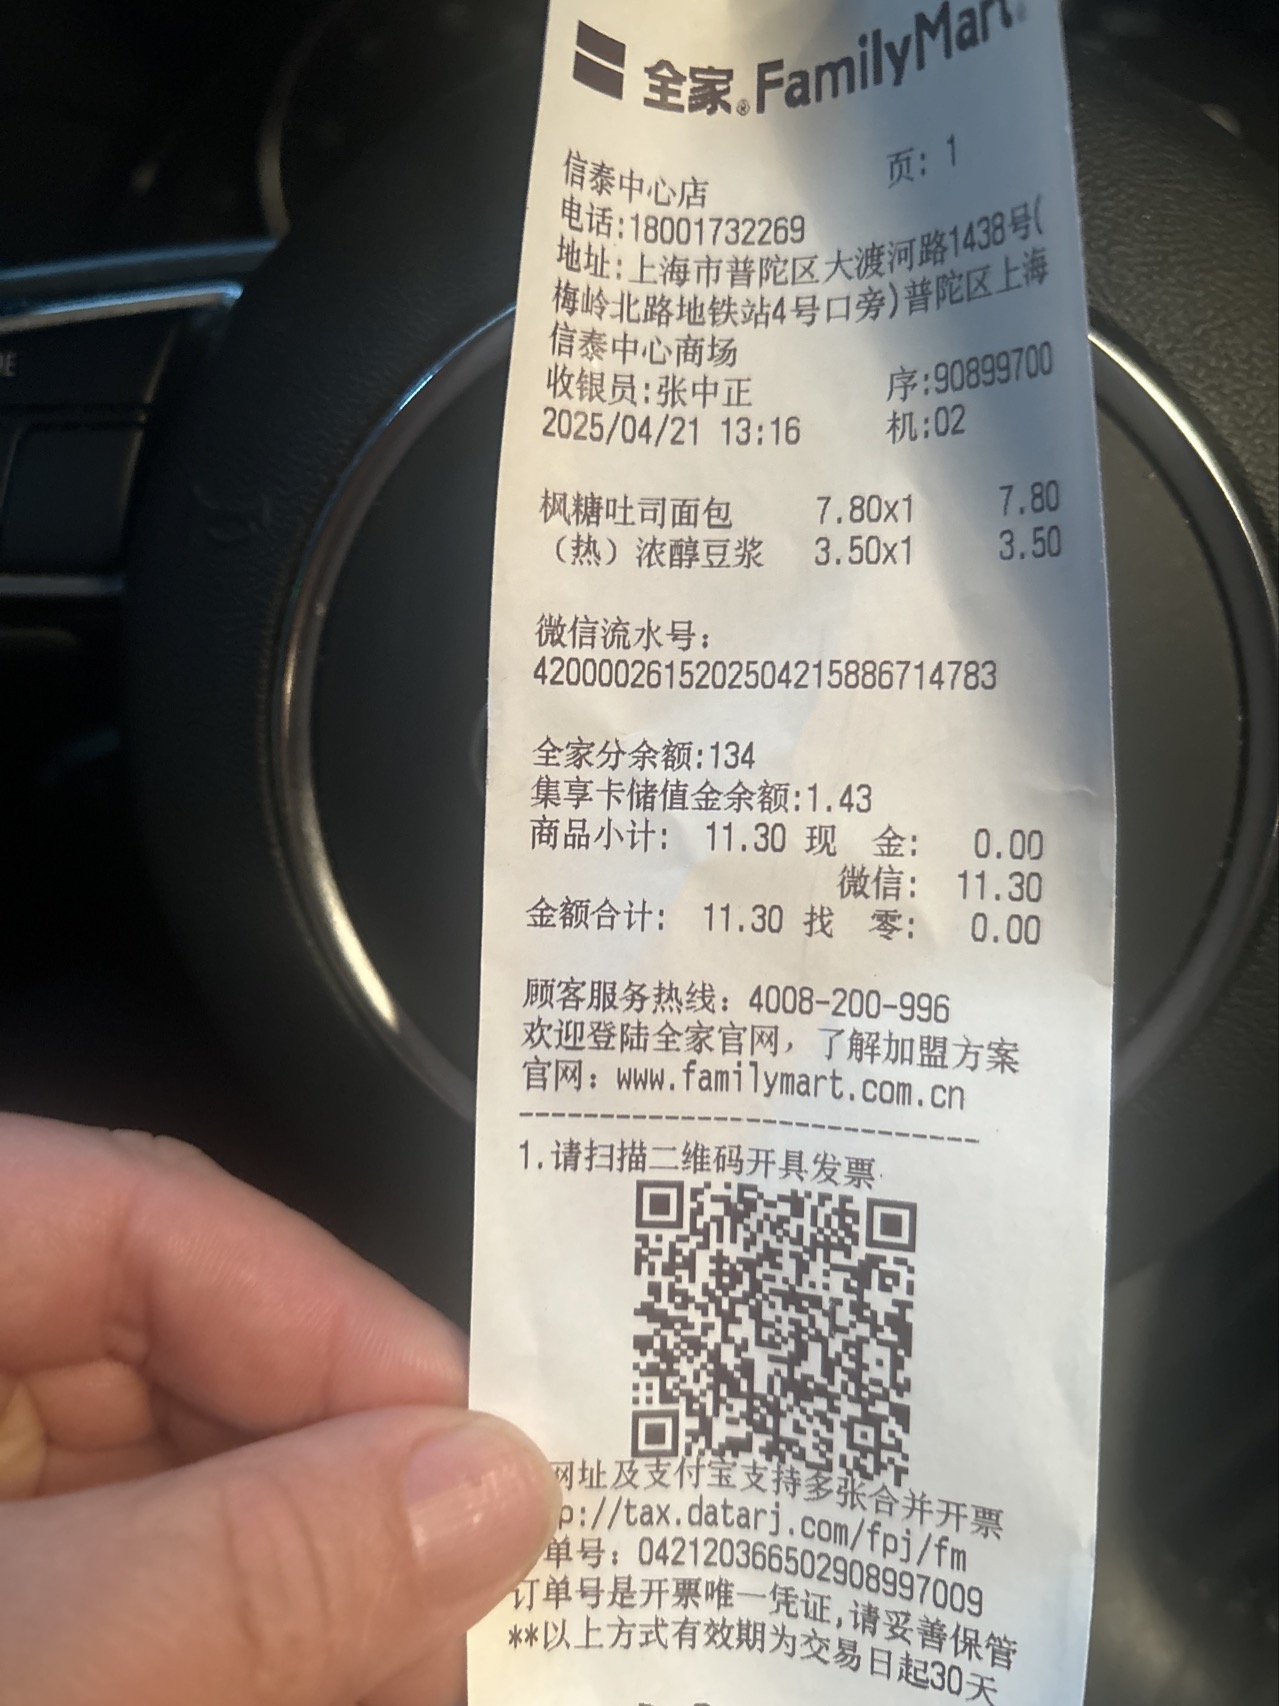 全家®FamilyMart
信泰中心店 页: 1
电话:18001732269
地址:上海市普陀区大渡河路1438号(
梅岭北路地铁站4号口旁)普陀区上海
信泰中心商场
收银员:张中正 序:90899700
2025/04/21 13:16 机:02
枫糖吐司面包 7.80x1 7.80
（热）浓醇豆浆 3.50x1 3.50
微信流水号:
4200002615202504215886714783
全家分余额:134
集享卡储值金余额:1.43
商品小计: 11.30 现 金: 0.00
微信: 11.30
金额合计: 11.30 找 零: 0.00
顾客服务热线: 4008-200-996
欢迎登陆全家官网，了解加盟方案
官网: www.familymart.com.cn
1.请扫描二维码开具发票
网址及支付宝支持多张合并开票
p://tax.datarj.com/fpj/fm
单号: 042120366502908997009
订单号是开票唯一凭证,请妥善保管
**以上方式有效期为交易日起30天